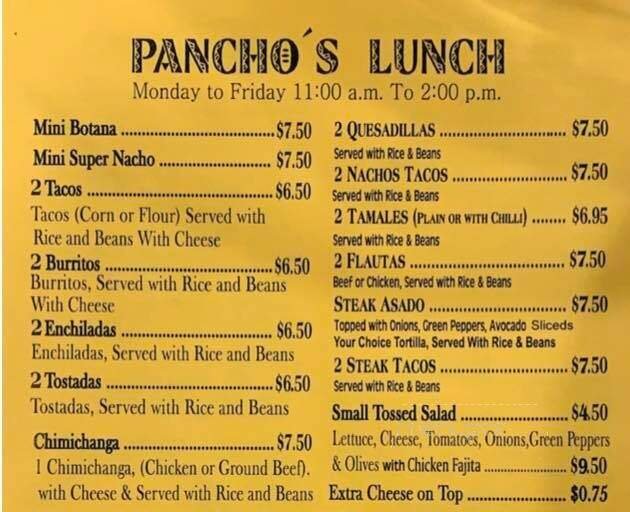 PANCHO´S LUNCH
Monday to Friday 11:00 a.m. To 2:00 p.m.
Mini Botana ........................................ $7.50
Mini Super Nacho ............................... $7.50
2 Tacos ................................................ $6.50
Tacos (Corn or Flour) Served with
Rice and Beans With Cheese
2 Burritos ............................................ $6.50
Burritos, Served with Rice and Beans
With Cheese
2 Enchiladas ........................................ $6.50
Enchiladas, Served with Rice and Beans
2 Tostadas ........................................... $6.50
Tostadas, Served with Rice and Beans
Chimichanga ....................................... $7.50
1 Chimichanga, (Chicken or Ground Beef).
with Cheese & Served with Rice and Beans
2 QUESADILLAS ............................... $7.50
Served with Rice & Beans
2 NACHOS TACOS ............................ $7.50
Served with Rice & Beans
2 TAMALES (PLAIN OR WITH CHILLI) ........ $6.95
Served with Rice & Beans
2 FLAUTAS ...................................... $7.50
Beef or Chicken, Served with Rice & Beans
STEAK ASADO ................................. $7.50
Topped with Onions, Green Peppers, Avocado Sliceds
Your Choice Tortilla, Served With Rice & Beans
2 STEAK TACOS ............................... $7.50
Served with Rice & Beans
Small Tossed Salad .......................... $4.50
Lettuce, Cheese, Tomatoes, Onions,Green Peppers
& Olives with Chicken Fajita .................... $9.50
Extra Cheese on Top ........................ $0.75